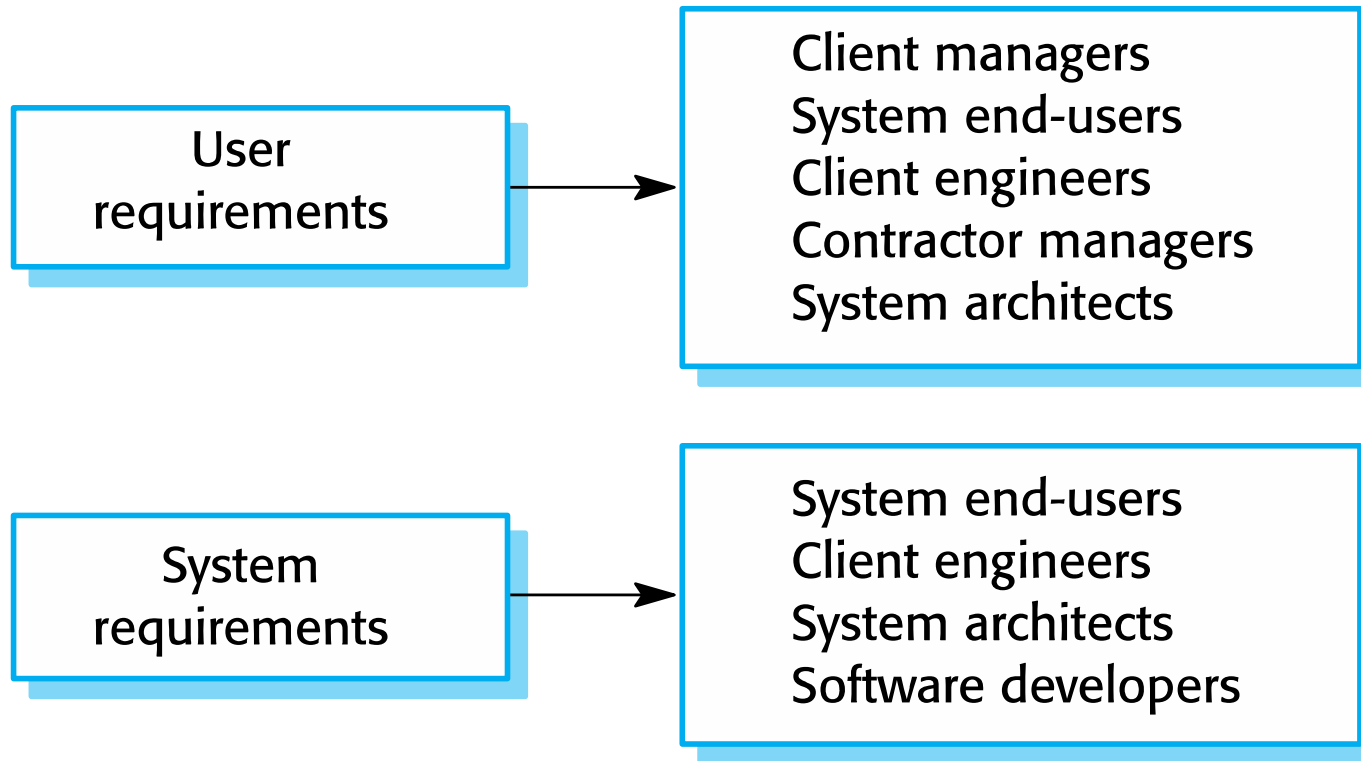 User
requirements
Client managers
System end-users
Client engineers
Contractor managers
System architects
System
requirements
System end-users
Client engineers
System architects
Software developers